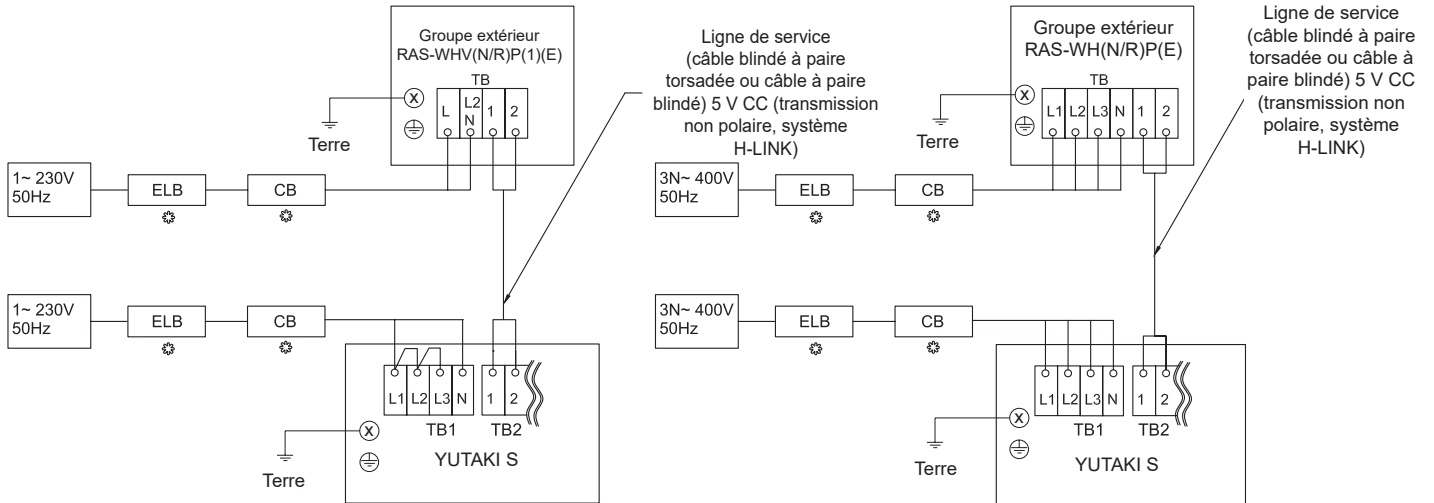 Groupe extérieur
RAS-WHV(N/R)P(1)(E)
TB
L
L2
N
1
2
X
Terre
1~ 230V
50Hz
ELB
CB
Ligne de service
(câble blindé à paire
torsadée ou câble à paire
blindé) 5 V CC (transmission
non polaire, système
H-LINK)
1~ 230V
50Hz
ELB
CB
L1
L2
L3
N
1
2
TB1
TB2
X
Terre
YUTAKI S
Groupe extérieur
RAS-WH(N/R)P(E)
TB
L1
L2
L3
N
1
2
X
Terre
3N~ 400V
50Hz
ELB
CB
Ligne de service
(câble blindé à paire
torsadée ou câble à
paire blindé) 5 V CC
(transmission non
polaire, système
H-LINK)
3N~ 400V
50Hz
ELB
CB
L1
L2
L3
N
1
2
TB1
TB2
X
Terre
YUTAKI S